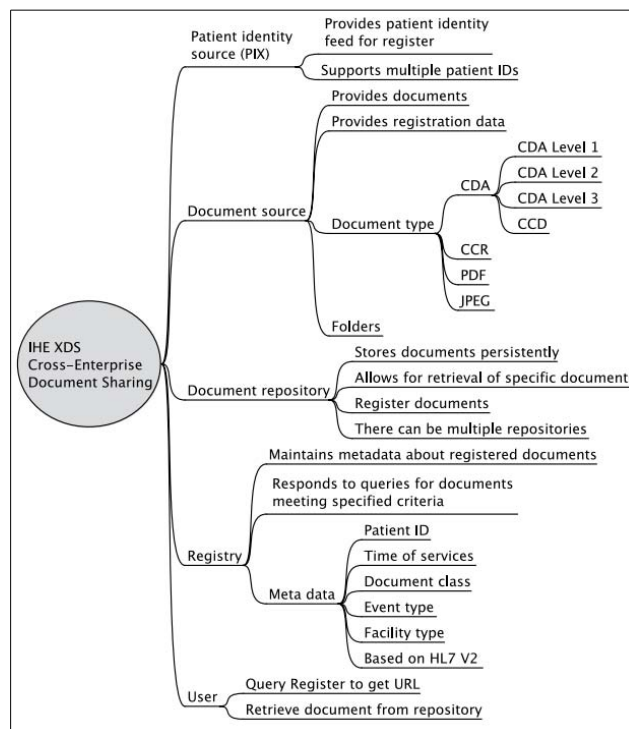 Patient identity
source (PIX)
Provides patient identity
feed for register
Supports multiple patient IDs
Document source
Provides documents
Provides registration data
Document type
CDA
CDA Level 1
CDA Level 2
CDA Level 3
CCD
CCR
PDF
JPEG
Folders
IHE XDS
Cross-Enterprise
Document Sharing
Document repository
Stores documents persistently
Allows for retrieval of specific document
Register documents
There can be multiple repositories
Registry
Maintains metadata about registered documents
Responds to queries for documents
meeting specified criteria
Meta data
Patient ID
Time of services
Document class
Event type
Facility type
Based on HL7 V2
User
Query Register to get URL
Retrieve document from repository